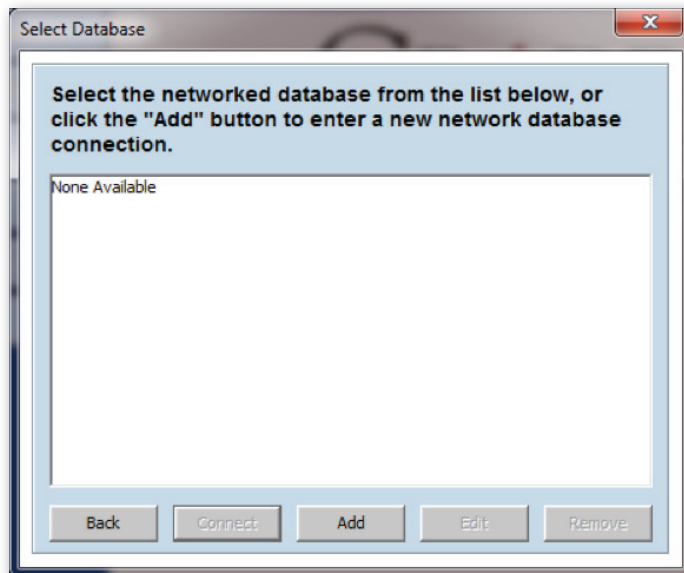 Select Database
X
Select the networked database from the list below, or
click the "Add" button to enter a new network database
connection.
None Available
Back Connect Add Edit Remove